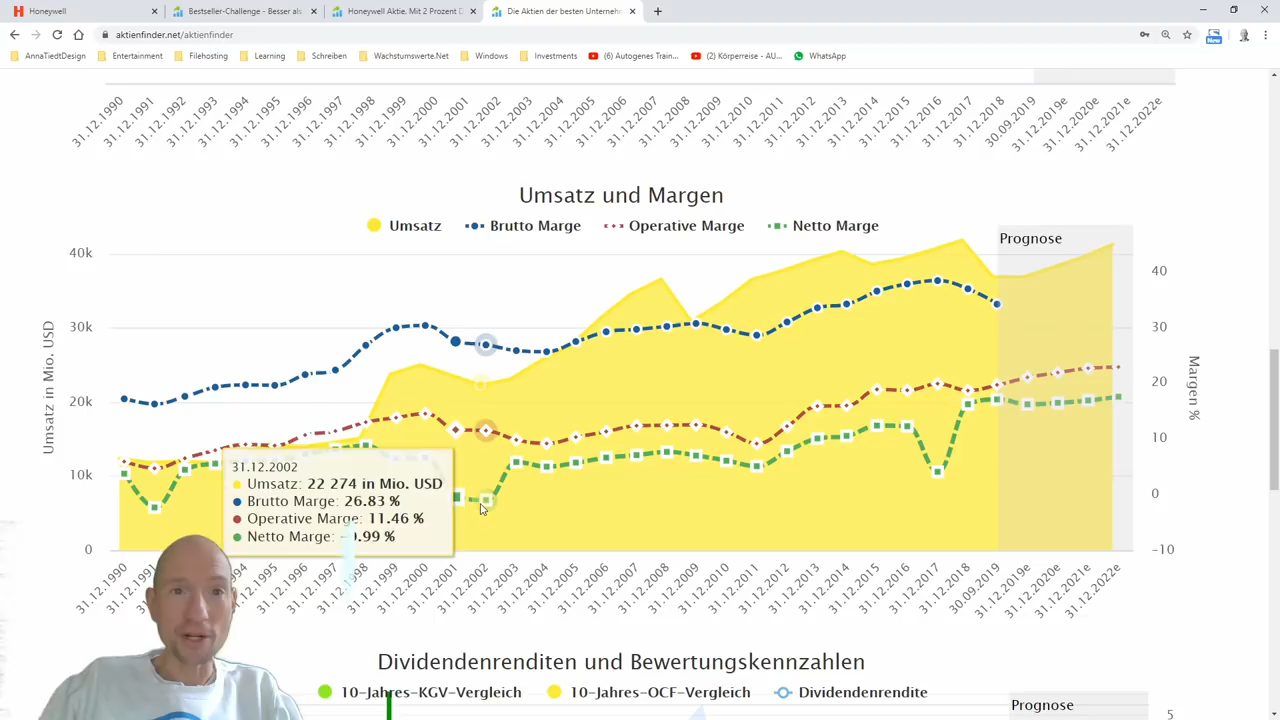 Honeywell
Bestseller-Challenge - Besser als
Honeywell Aktie. Mit 2 Prozent D
Die Aktien der besten Unternehm
aktienfinder.net/aktienfinder
New
AnnaTiedtDesign
Entertainment
Filehosting
Learning
Schreiben
Wachstumswerte.Net
Windows
Investments
(6) Autogenes Train...
(2) Körperreise - AU...
WhatsApp
31.12.1990 31.12.1991 31.12.1992 31.12.1993 31.12.1994 31.12.1995 31.12.1996 31.12.1997 31.12.1998 31.12.1999 31.12.2000 31.12.2001 31.12.2002 31.12.2003 31.12.2004 31.12.2005 31.12.2006 31.12.2007 31.12.2008 31.12.2009 31.12.2010 31.12.2011 31.12.2012 31.12.2013 31.12.2014 31.12.2015 31.12.2016 31.12.2017 31.12.2018 30.09.2019 31.12.2019e 31.12.2020e 31.12.2021e 31.12.2022e
Umsatz und Margen
Umsatz Brutto Marge Operative Marge Netto Marge
Prognose
40k
30k
20k
10k
0
Umsatz in Mio. USD
40
30
20
10
0
-10
Margen %
31.12.2002
Umsatz: 22 274 in Mio. USD
Brutto Marge: 26.83 %
Operative Marge: 11.46 %
Netto Marge: -0.99 %
31.12.1990 31.12.1991 31.12.1995 31.12.1996 31.12.1997 31.12.1998 31.12.1999 31.12.2000 31.12.2001 31.12.2002 31.12.2003 31.12.2004 31.12.2005 31.12.2006 31.12.2007 31.12.2008 31.12.2009 31.12.2010 31.12.2011 31.12.2012 31.12.2013 31.12.2014 31.12.2015 31.12.2016 31.12.2017 31.12.2018 30.09.2019 31.12.2019e 31.12.2020e 31.12.2021e 31.12.2022e
Dividendenrenditen und Bewertungskennzahlen
10-Jahres-KGV-Vergleich 10-Jahres-OCF-Vergleich Dividendenrendite
Prognose
5